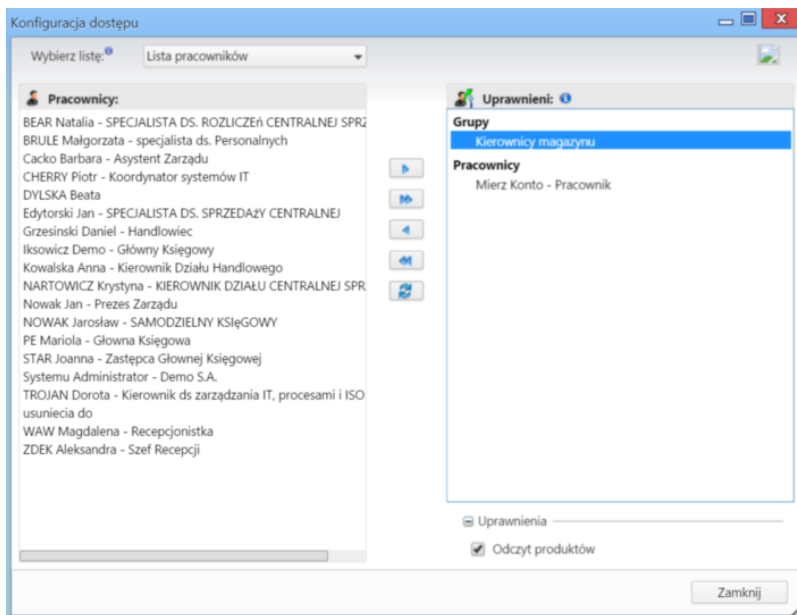 Konfiguracja dostępu
Wybierz listę:
Lista pracowników
Pracownicy:
BEAR Natalia - SPECJALISTA DS. ROZLICZEń CENTRALNEJ SPRZ
BRULE Małgorzata - specjalista ds. Personalnych
Cacko Barbara - Asystent Zarządu
CHERRY Piotr - Koordynator systemów IT
DYLSKA Beata
Edytorski Jan - SPECJALISTA DS. SPRZEDAżY CENTRALNEJ
Grzesinski Daniel - Handlowiec
Iksowicz Demo - Główny Księgowy
Kowalska Anna - Kierownik Działu Handlowego
NARTOWICZ Krystyna - KIEROWNIK DZIAŁU CENTRALNEJ SPR
Nowak Jan - Prezes Zarządu
NOWAK Jarosław - SAMODZIELNY KSIęGOWY
PE Mariola - Głowna Księgowa
STAR Joanna - Zastępca Głownej Księgowej
Systemu Administrator - Demo S.A.
TROJAN Dorota - Kierownik ds zarządzania IT, procesami i ISO
usuniecia do
WAW Magdalena - Recepcjonistka
ZDEK Aleksandra - Szef Recepcji
Uprawnieni:
Grupy
Kierownicy magazynu
Pracownicy
Mierz Konto - Pracownik
Uprawnienia
Odczyt produktów
Zamknij